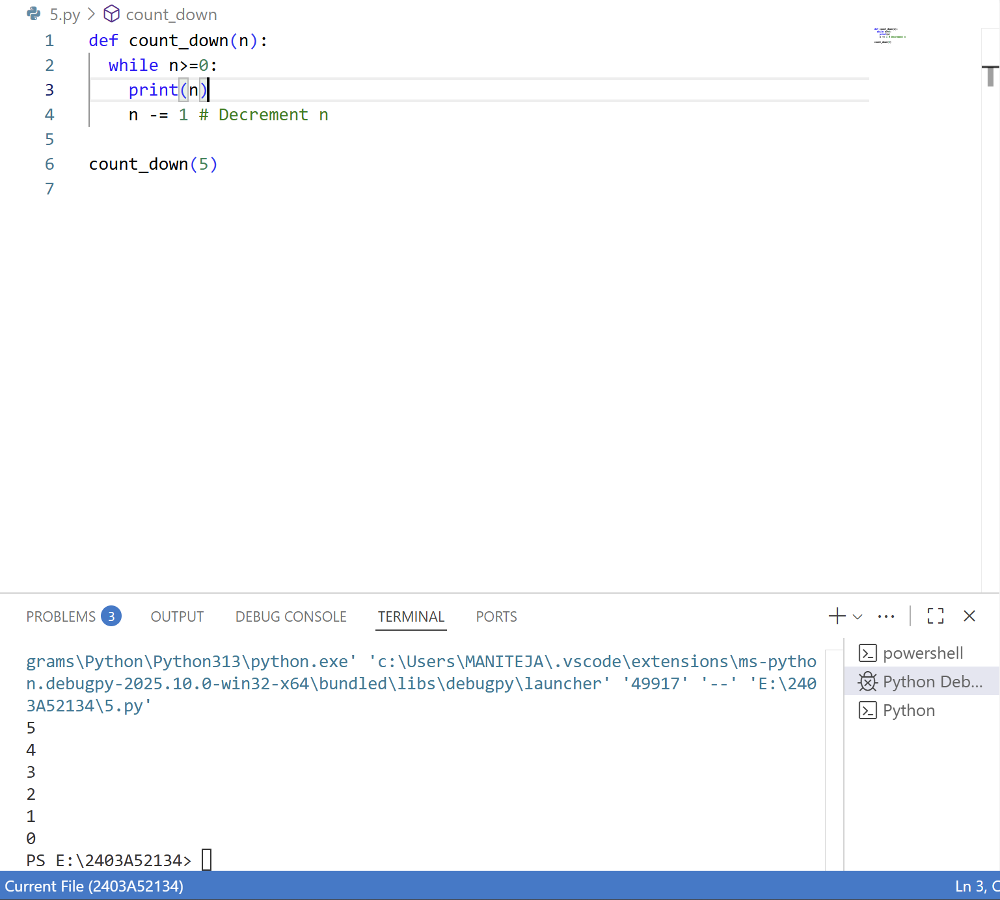 5.py > count_down
1 def count_down(n):
2   while n>=0:
3     print(n)
4     n -= 1 # Decrement n
5
6 count_down(5)
7
PROBLEMS 3 OUTPUT DEBUG CONSOLE TERMINAL PORTS
grams\Python\Python313\python.exe' 'c:\Users\MANITEJA\.vscode\extensions\ms-pytho
n.debugpy-2025.10.0-win32-x64\bundled\libs\debugpy\launcher' '49917' '--' 'E:\240
3A52134\5.py'
5
4
3
2
1
0
PS E:\2403A52134>
powershell
Python Deb...
Python
Current File (2403A52134) Ln 3, C